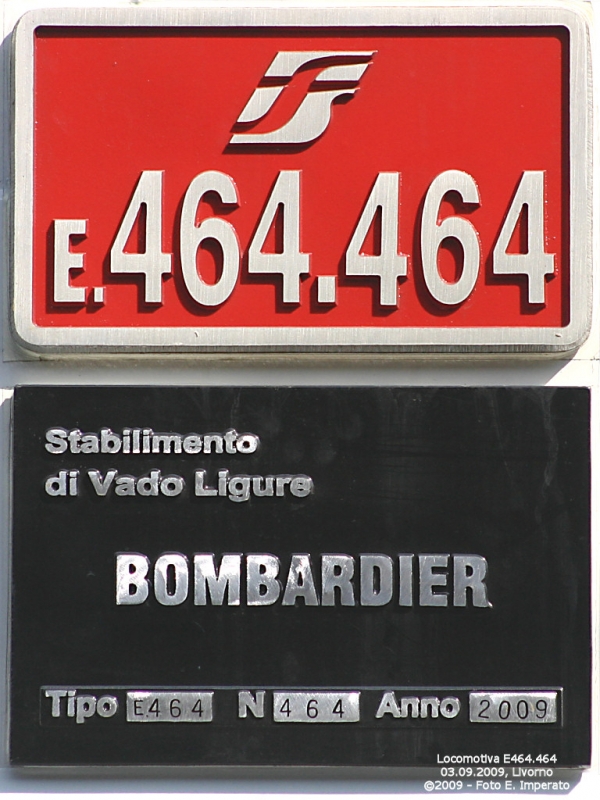 E.464.464
Stabilimento
di Vado Ligure
BOMBARDIER
Tipo E.464 N 464 Anno 2009
Locomotiva E464.464
03.09.2009, Livorno
©2009 - Foto E. Imperato